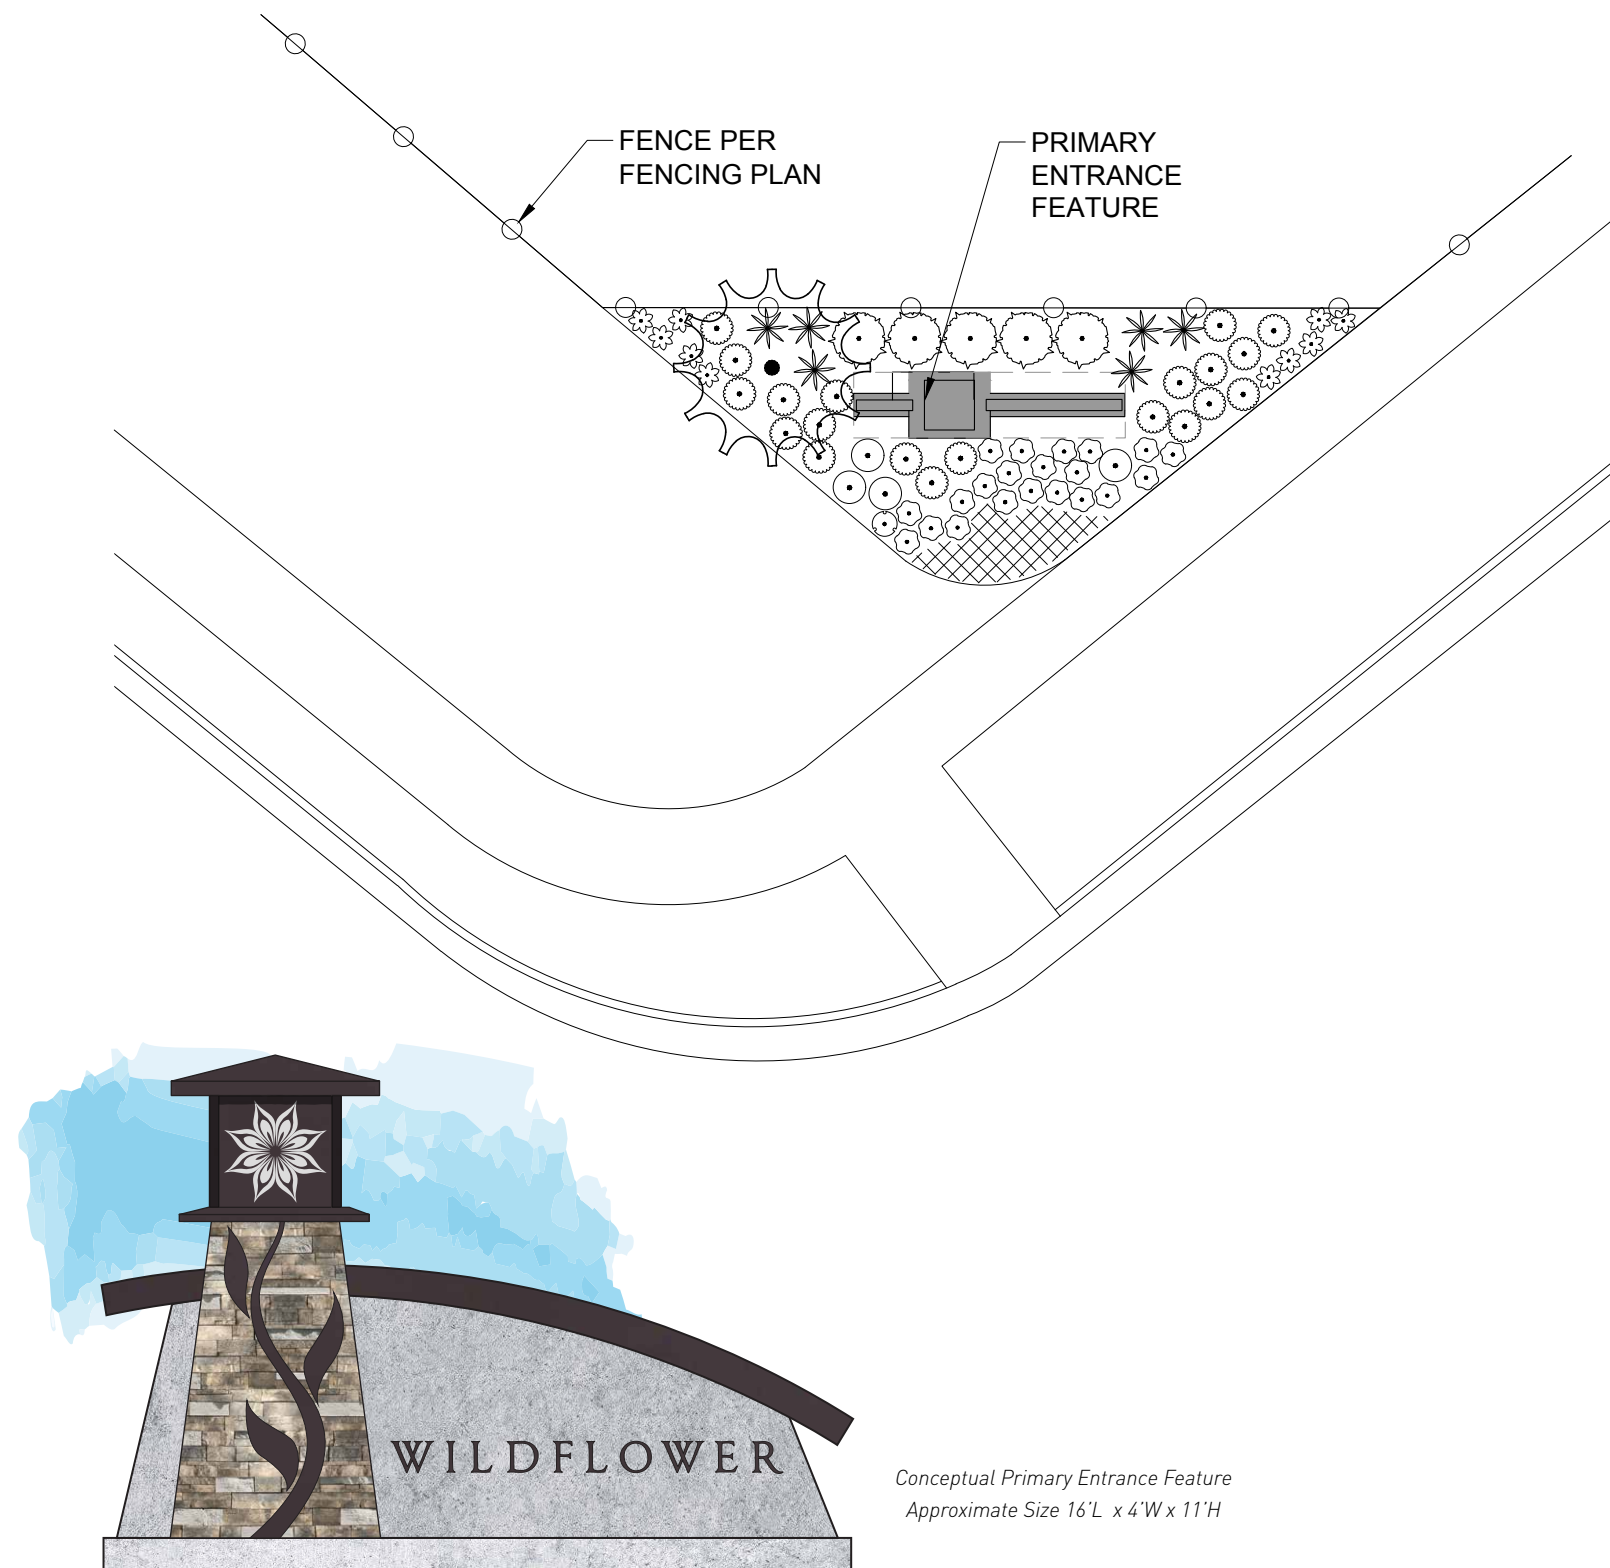 FENCE PER
FENCING PLAN
PRIMARY
ENTRANCE
FEATURE
WILDFLOWER
Conceptual Primary Entrance Feature
Approximate Size 16'L x 4'W x 11'H